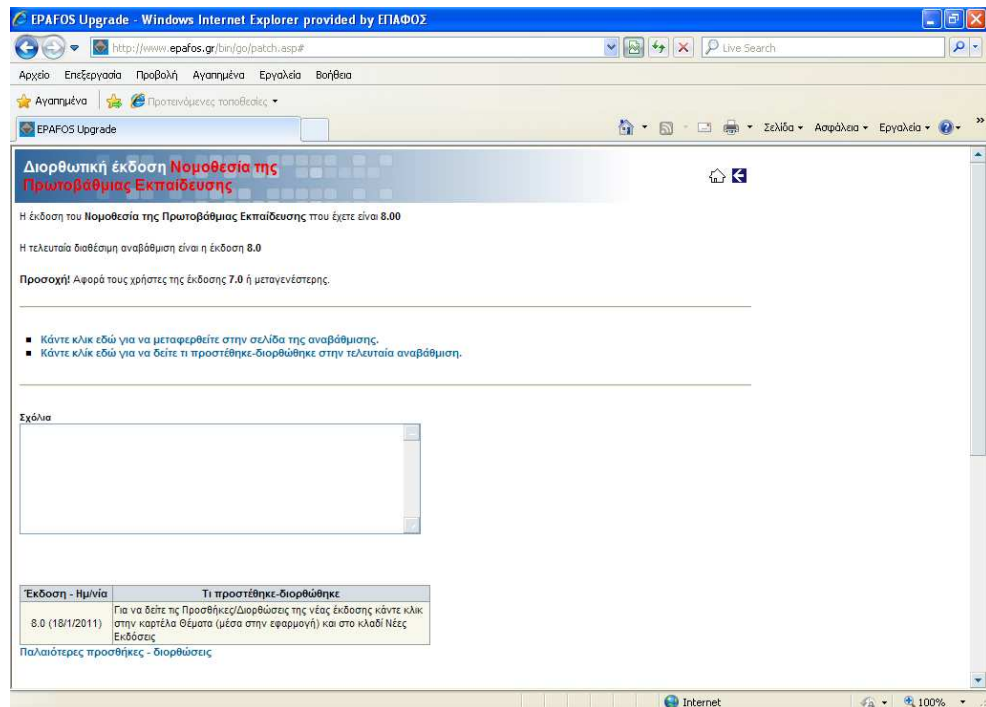 EPAFOS Upgrade - Windows Internet Explorer provided by ΕΠΑΦΟΣ
http://www.epafos.gr/bin/go/patch.asp#
Live Search
Αρχείο Επεξεργασία Προβολή Αγαπημένα Εργαλεία Βοήθεια
Αγαπημένα Προτεινόμενες τοποθεσίες
EPAFOS Upgrade
Σελίδα Ασφάλεια Εργαλεία
Διορθωτική έκδοση Νομοθεσία της
Πρωτοβάθμιας Εκπαίδευσης
Η έκδοση του Νομοθεσία της Πρωτοβάθμιας Εκπαίδευσης που έχετε είναι 8.00
Η τελευταία διαθέσιμη αναβάθμιση είναι η έκδοση 8.0
Προσοχή! Αφορά τους χρήστες της έκδοσης 7.0 ή μεταγενέστερης.
Κάντε κλικ εδώ για να μεταφερθείτε στην σελίδα της αναβάθμισης.
Κάντε κλίκ εδώ για να δείτε τι προστέθηκε-διορθώθηκε στην τελευταία αναβάθμιση.
Σχόλια
Έκδοση - Ημ/νία Τι προστέθηκε-διορθώθηκε
8.0 (18/1/2011) Για να δείτε τις Προσθήκες/Διορθώσεις της νέας έκδοσης κάντε κλικ
στην καρτέλα Θέματα (μέσα στην εφαρμογή) και στο κλαδί Νέες
Εκδόσεις
Παλαιότερες προσθήκες - διορθώσεις
Internet 100%